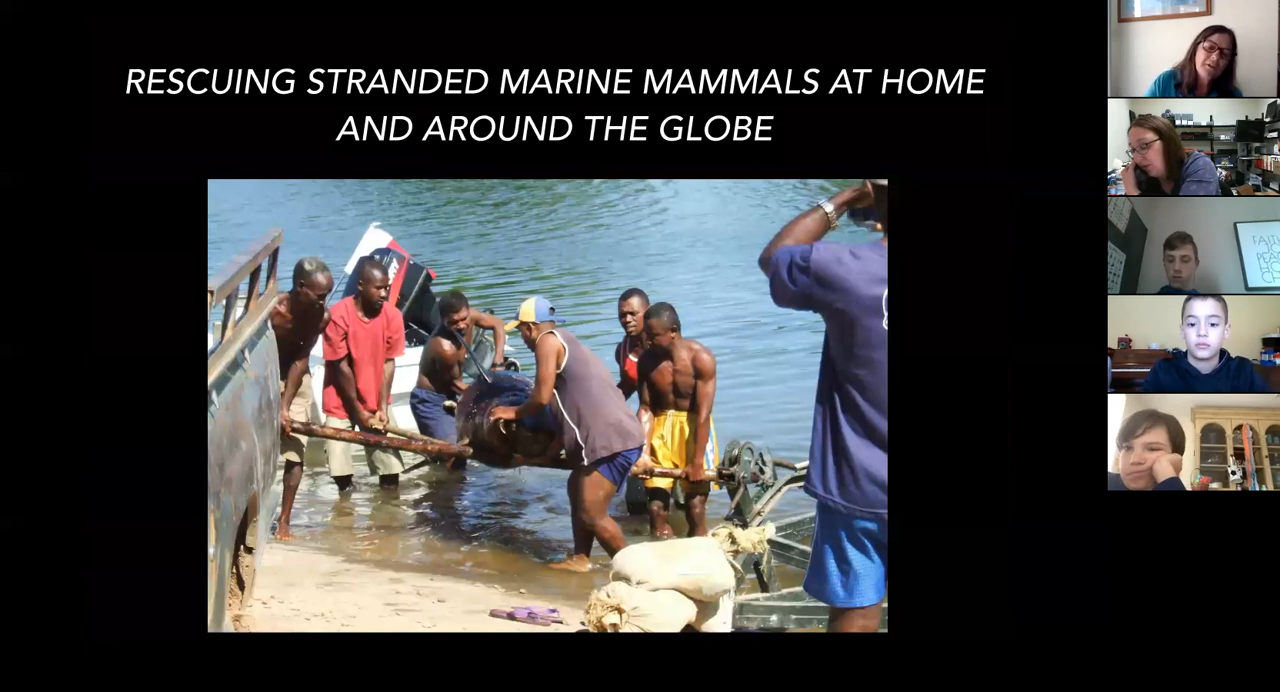 RESCUING STRANDED MARINE MAMMALS AT HOME
AND AROUND THE GLOBE